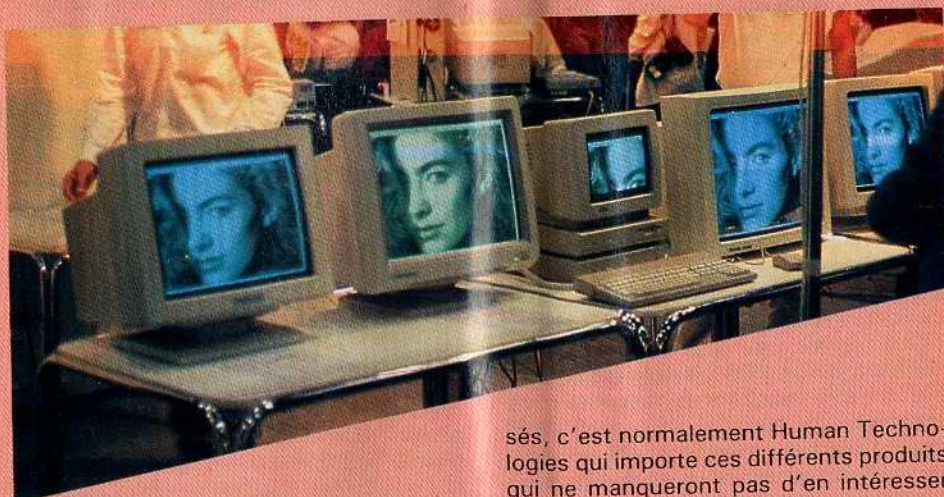 sés, c'est normalement Human Techno-
logies qui importe ces différents produits
qui ne manqueront pas d'en intéresser